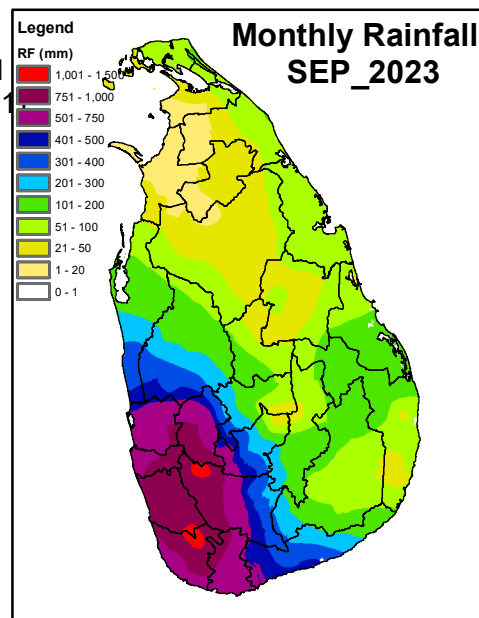 Legend
Monthly Rainfall
SEP_2023
RF (mm)
1,001 - 1,500
751 - 1,000
501 - 750
401 - 500
301 - 400
201 - 300
101 - 200
51 - 100
21 - 50
1 - 20
0 - 1